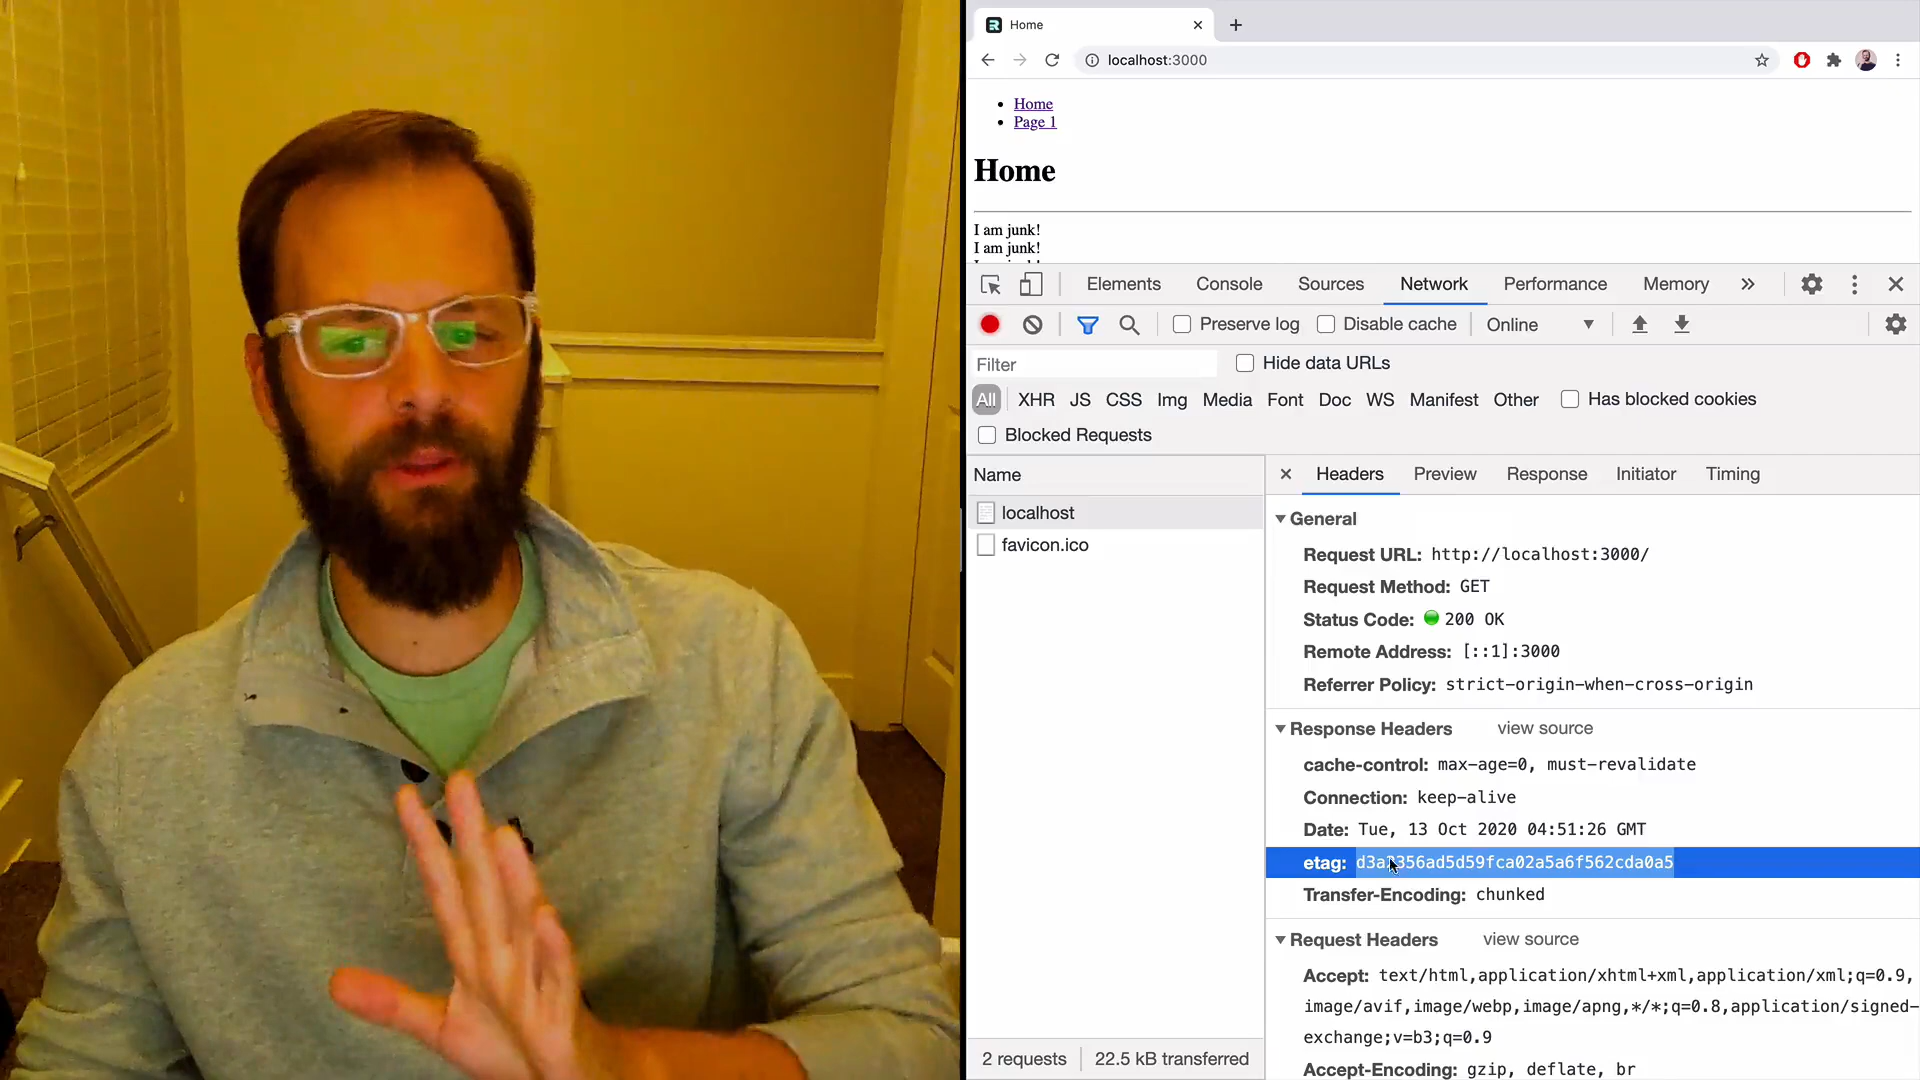 Home
localhost:3000
Home
Page 1
Home
I am junk!
I am junk!
Elements Console Sources Network Performance Memory
Preserve log Disable cache Online
Filter Hide data URLs
All XHR JS CSS Img Media Font Doc WS Manifest Other Has blocked cookies
Blocked Requests
Name
localhost
favicon.ico
2 requests 22.5 kB transferred
Headers Preview Response Initiator Timing
General
Request URL: http://localhost:3000/
Request Method: GET
Status Code: 200 OK
Remote Address: [::1]:3000
Referrer Policy: strict-origin-when-cross-origin
Response Headers view source
cache-control: max-age=0, must-revalidate
Connection: keep-alive
Date: Tue, 13 Oct 2020 04:51:26 GMT
etag:
Transfer-Encoding: chunked
Request Headers view source
Accept: text/html,application/xhtml+xml,application/xml;q=0.9,
image/avif,image/webp,image/apng,*/*;q=0.8,application/signed-
exchange;v=b3;q=0.9
Accept-Encoding: gzip, deflate, br